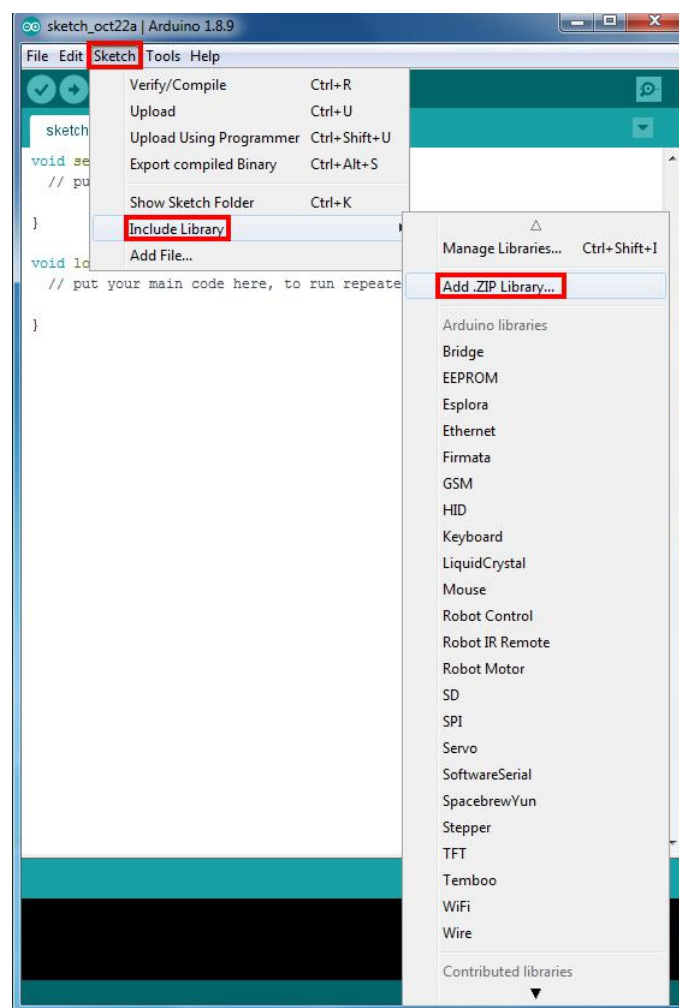 sketch_oct22a | Arduino 1.8.9
File Edit Sketch Tools Help
Verify/Compile Ctrl+R
Upload Ctrl+U
sketch
Upload Using Programmer Ctrl+Shift+U
void se
Export compiled Binary Ctrl+Alt+S
// pu
Show Sketch Folder Ctrl+K
}
Include Library
Add File...
void lo
// put your main code here, to run repeate
}
Manage Libraries... Ctrl+Shift+I
Add .ZIP Library...
Arduino libraries
Bridge
EEPROM
Esplora
Ethernet
Firmata
GSM
HID
Keyboard
LiquidCrystal
Mouse
Robot Control
Robot IR Remote
Robot Motor
SD
SPI
Servo
SoftwareSerial
SpacebrewYun
Stepper
TFT
Temboo
WiFi
Wire
Contributed libraries